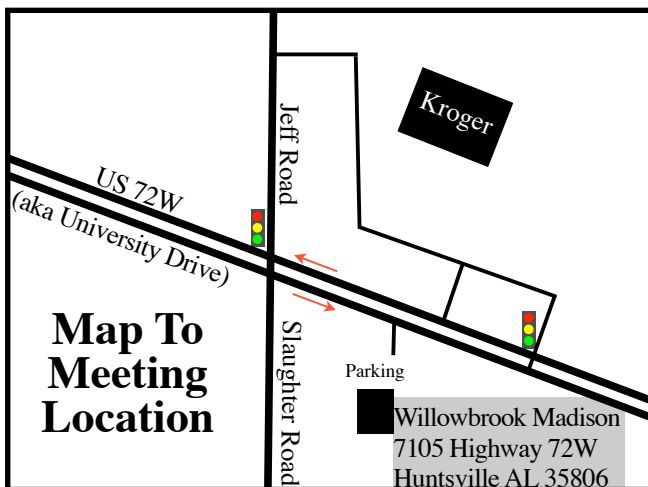 Kroger
Jeff Road
US 72W
(aka University Drive)
Map To
Meeting
Location
Slaughter Road
Parking
Willowbrook Madison
7105 Highway 72W
Huntsville AL 35806